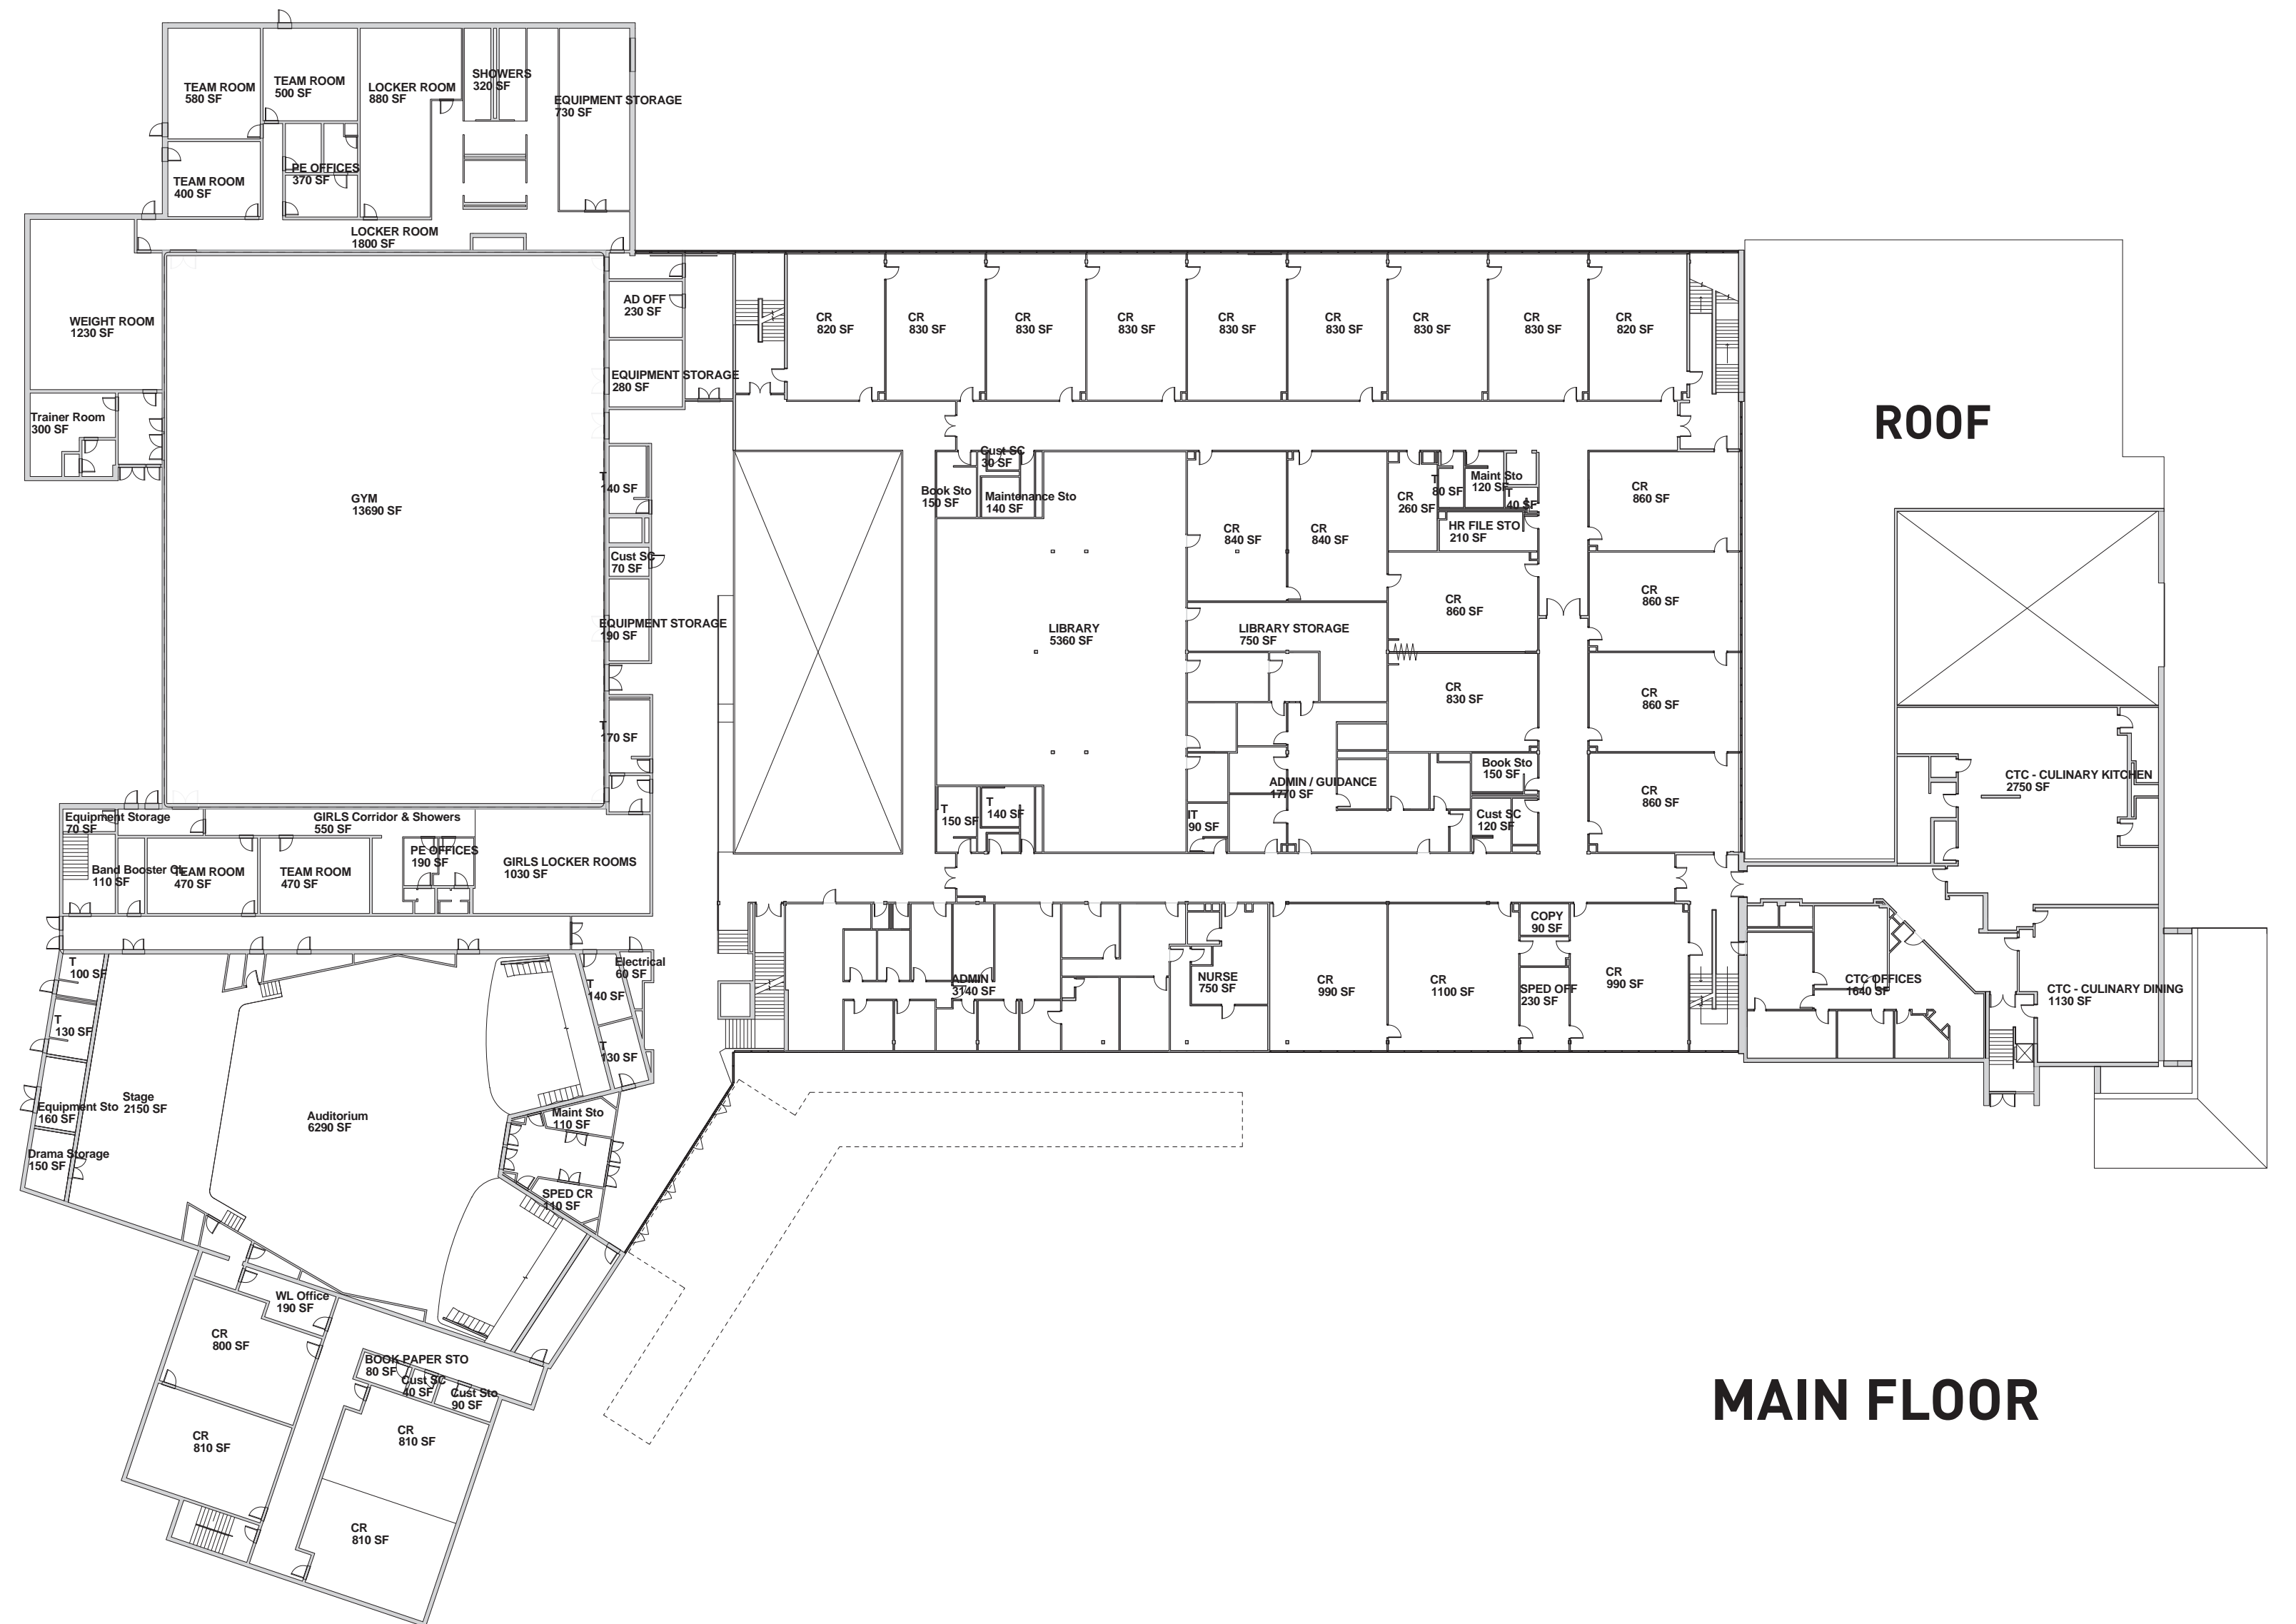 TEAM ROOM
580 SF
TEAM ROOM
500 SF
LOCKER ROOM
880 SF
SHOWERS
320 SF
EQUIPMENT STORAGE
730 SF
TEAM ROOM
400 SF
PE OFFICES
370 SF
LOCKER ROOM
1800 SF
WEIGHT ROOM
1230 SF
Trainer Room
300 SF
GYM
13690 SF
AD OFF
230 SF
EQUIPMENT STORAGE
280 SF
T
140 SF
Cust SC
70 SF
EQUIPMENT STORAGE
190 SF
T
170 SF
CR
820 SF
CR
830 SF
CR
830 SF
CR
830 SF
CR
830 SF
CR
830 SF
CR
830 SF
CR
830 SF
CR
820 SF
ROOF
Book Sto
150 SF
Cust SC
30 SF
Maintenance Sto
140 SF
CR
840 SF
CR
840 SF
CR
260 SF
T
80 SF
Maint Sto
120 SF
T
40 SF
HR FILE STO
210 SF
CR
860 SF
LIBRARY
5360 SF
LIBRARY STORAGE
750 SF
CR
860 SF
CR
860 SF
CR
830 SF
CR
860 SF
T
150 SF
T
140 SF
IT
90 SF
ADMIN / GUIDANCE
1770 SF
Book Sto
150 SF
Cust SC
120 SF
CR
860 SF
CTC - CULINARY KITCHEN
2750 SF
Equipment Storage
70 SF
GIRLS Corridor & Showers
550 SF
Band Booster CL
110 SF
TEAM ROOM
470 SF
TEAM ROOM
470 SF
PE OFFICES
190 SF
GIRLS LOCKER ROOMS
1030 SF
ADMIN
3140 SF
NURSE
750 SF
CR
990 SF
CR
1100 SF
COPY
90 SF
SPED OFF
230 SF
CR
990 SF
CTC OFFICES
1640 SF
CTC - CULINARY DINING
1130 SF
T
100 SF
T
130 SF
Equipment Sto
160 SF
Drama Storage
150 SF
Stage
2150 SF
Auditorium
6290 SF
Electrical
60 SF
T
140 SF
T
130 SF
Maint Sto
110 SF
SPED CR
110 SF
WL Office
190 SF
CR
800 SF
CR
810 SF
BOOK PAPER STO
80 SF
Cust SC
40 SF
Cust Sto
90 SF
CR
810 SF
CR
810 SF
MAIN FLOOR